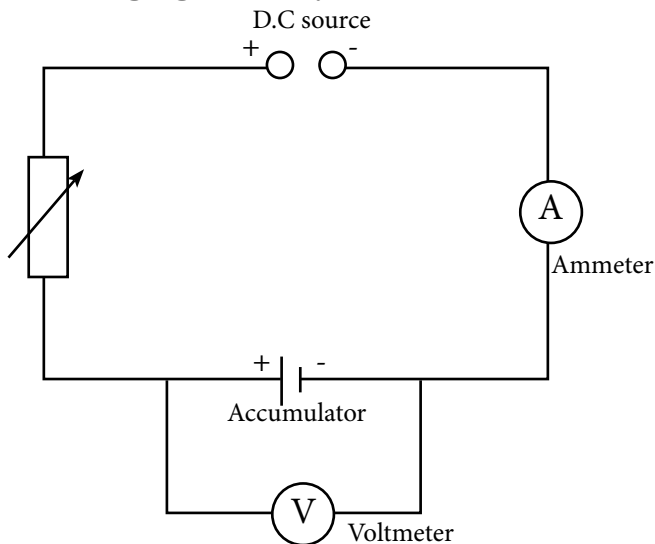 D.C source
+ -
A
Ammeter
+ -
Accumulator
V
Voltmeter